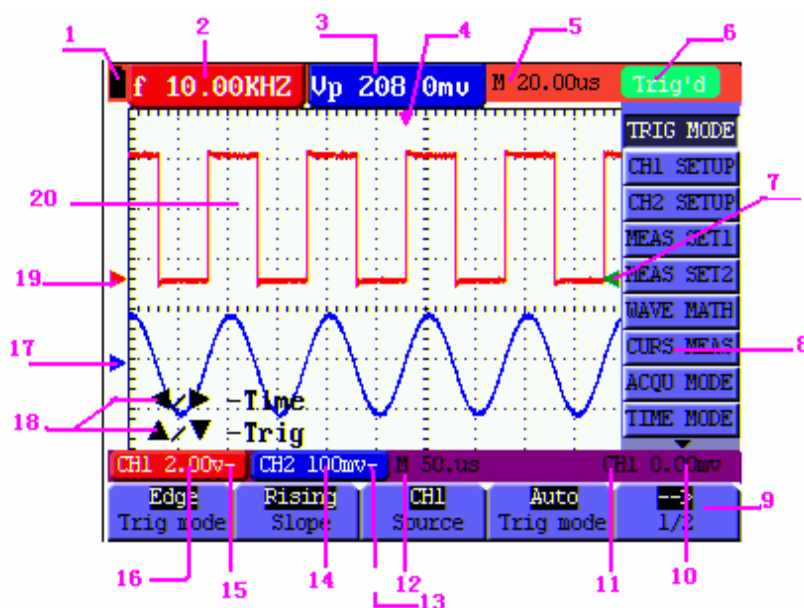 1 2 3 4 5 6
f 10.00KHZ Vp 208 0mv M 20.00us Trig'd
TRIG MODE
CH1 SETUP
7
20
CH2 SETUP
MEAS SET1
19
MEAS SET2
WAVE MATH
17
CURS MEAS
8
ACQU MODE
18
◀/▶ -Time
TIME MODE
▲/▼ -Trig
CH1 2.00v- CH2 100mv- M 50.us CH1 0.00mv
Edge Rising CH1 Auto -->
Trig mode Slope Source Trig mode 1/2
9
16 15 14 13 12 11 10